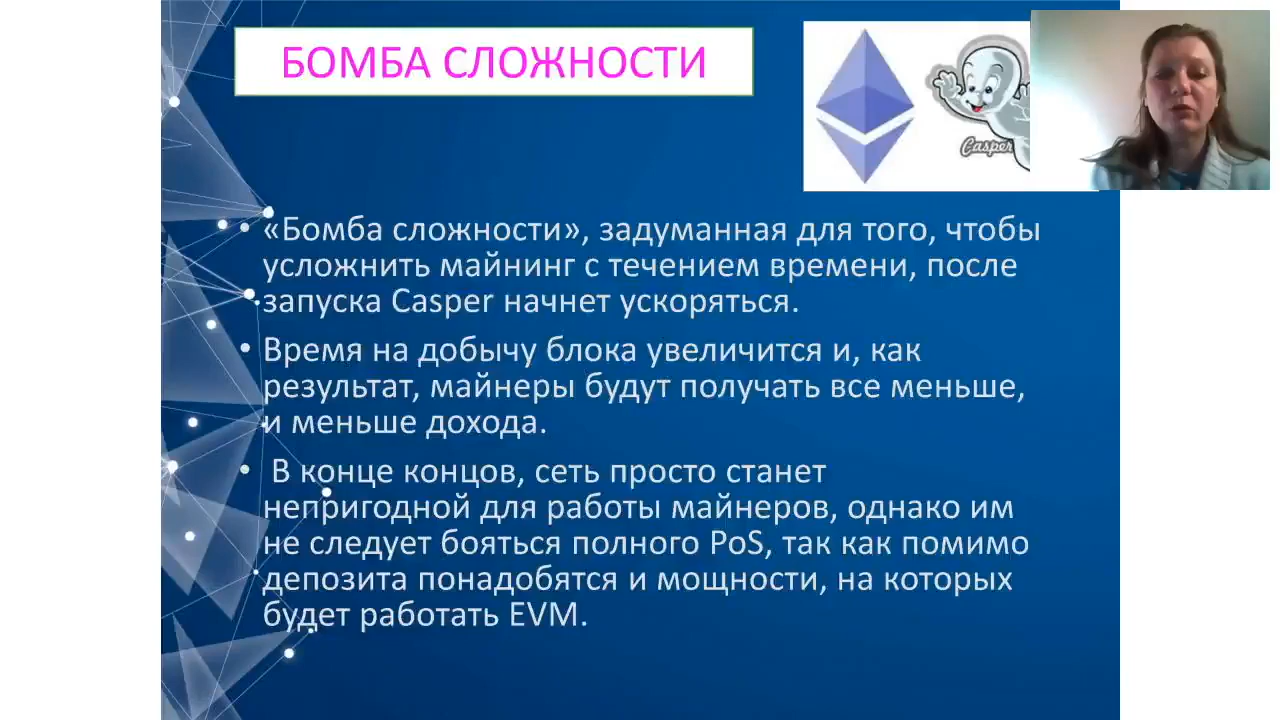 БОМБА СЛОЖНОСТИ
Casper
• «Бомба сложности», задуманная для того, чтобы
усложнить майнинг с течением времени, после
запуска Casper начнет ускоряться.
• Время на добычу блока увеличится и, как
результат, майнеры будут получать все меньше,
и меньше дохода.
• В конце концов, сеть просто станет
непригодной для работы майнеров, однако им
не следует бояться полного PoS, так как помимо
депозита понадобятся и мощности, на которых
будет работать EVM.